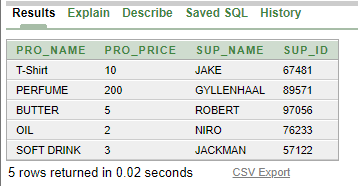 Results Explain Describe Saved SQL History
PRO_NAME PRO_PRICE SUP_NAME SUP_ID
T-Shirt 10 JAKE 67481
PERFUME 200 GYLLENHAAL 89571
BUTTER 5 ROBERT 97056
OIL 2 NIRO 76233
SOFT DRINK 3 JACKMAN 57122
5 rows returned in 0.02 seconds CSV Export